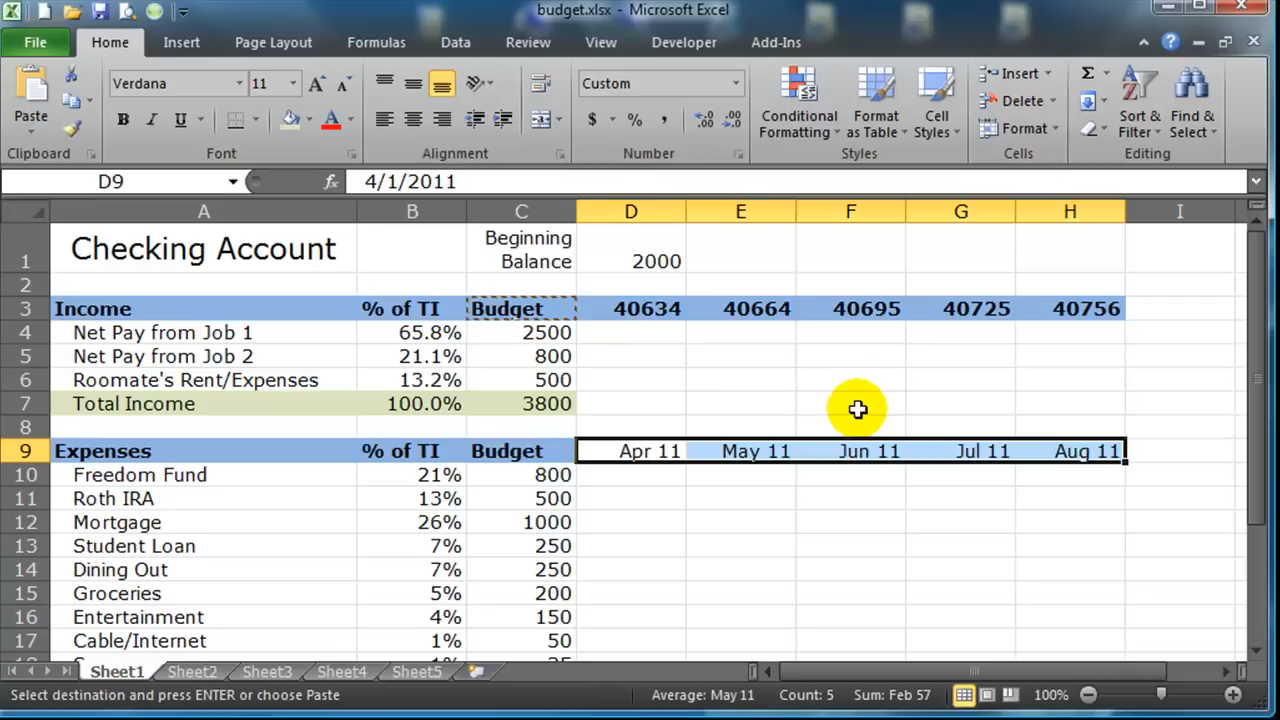 budget.xlsx - Microsoft Excel
File Home Insert Page Layout Formulas Data Review View Developer Add-Ins
Verdana 11 Custom
Paste
Conditional Formatting
Format as Table
Cell Styles
Insert
Delete
Format
Sort & Filter
Find & Select
Clipboard Font Alignment Number Styles Cells Editing
D9 fx 4/1/2011
A B C D E F G H I
1 Checking Account Beginning Balance 2000
2
3 Income % of TI Budget 40634 40664 40695 40725 40756
4 Net Pay from Job 1 65.8% 2500
5 Net Pay from Job 2 21.1% 800
6 Roomate's Rent/Expenses 13.2% 500
7 Total Income 100.0% 3800
8
9 Expenses % of TI Budget Apr 11 May 11 Jun 11 Jul 11 Aug 11
10 Freedom Fund 21% 800
11 Roth IRA 13% 500
12 Mortgage 26% 1000
13 Student Loan 7% 250
14 Dining Out 7% 250
15 Groceries 5% 200
16 Entertainment 4% 150
17 Cable/Internet 1% 50
Sheet1 Sheet2 Sheet3 Sheet4 Sheet5
Select destination and press ENTER or choose Paste Average: May 11 Count: 5 Sum: Feb 57 100%